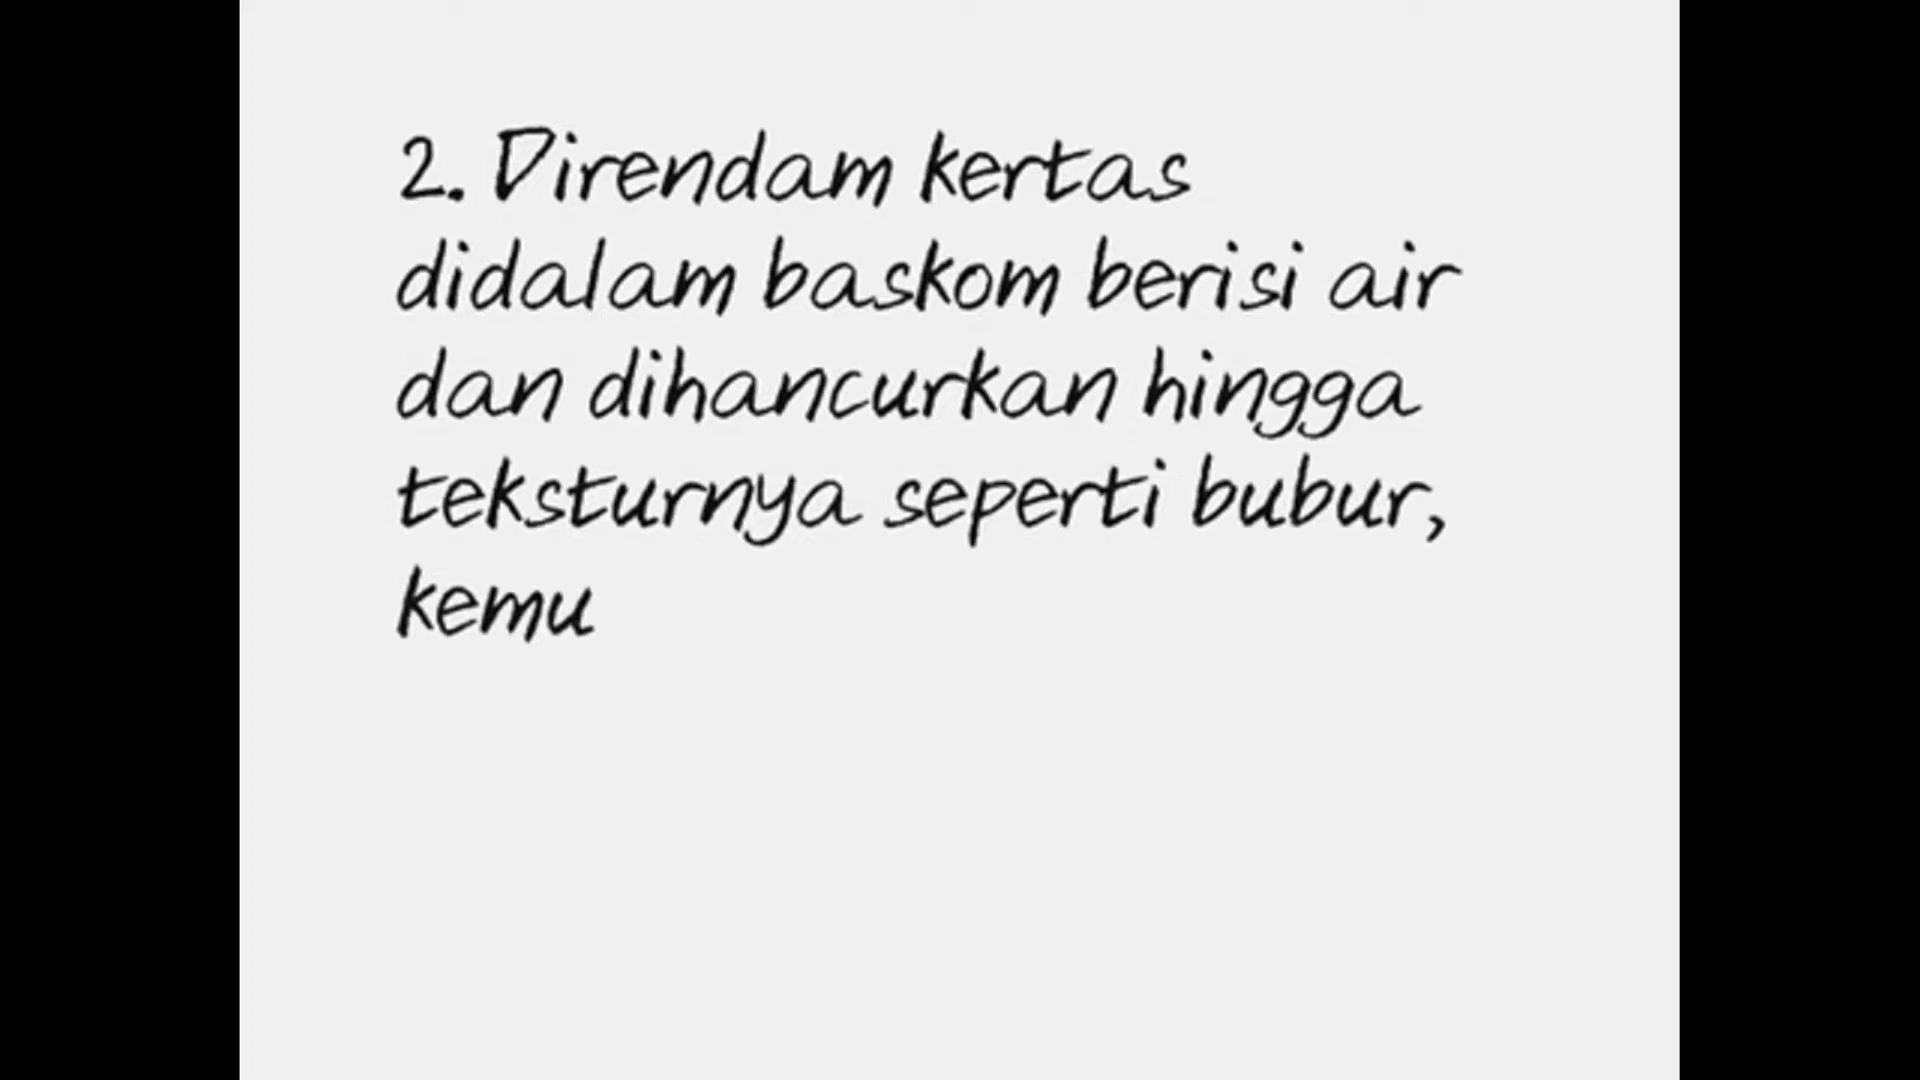 2. Direndam kertas
didalam baskom berisi air
dan dihancurkan hingga
teksturnya seperti bubur,
kemu